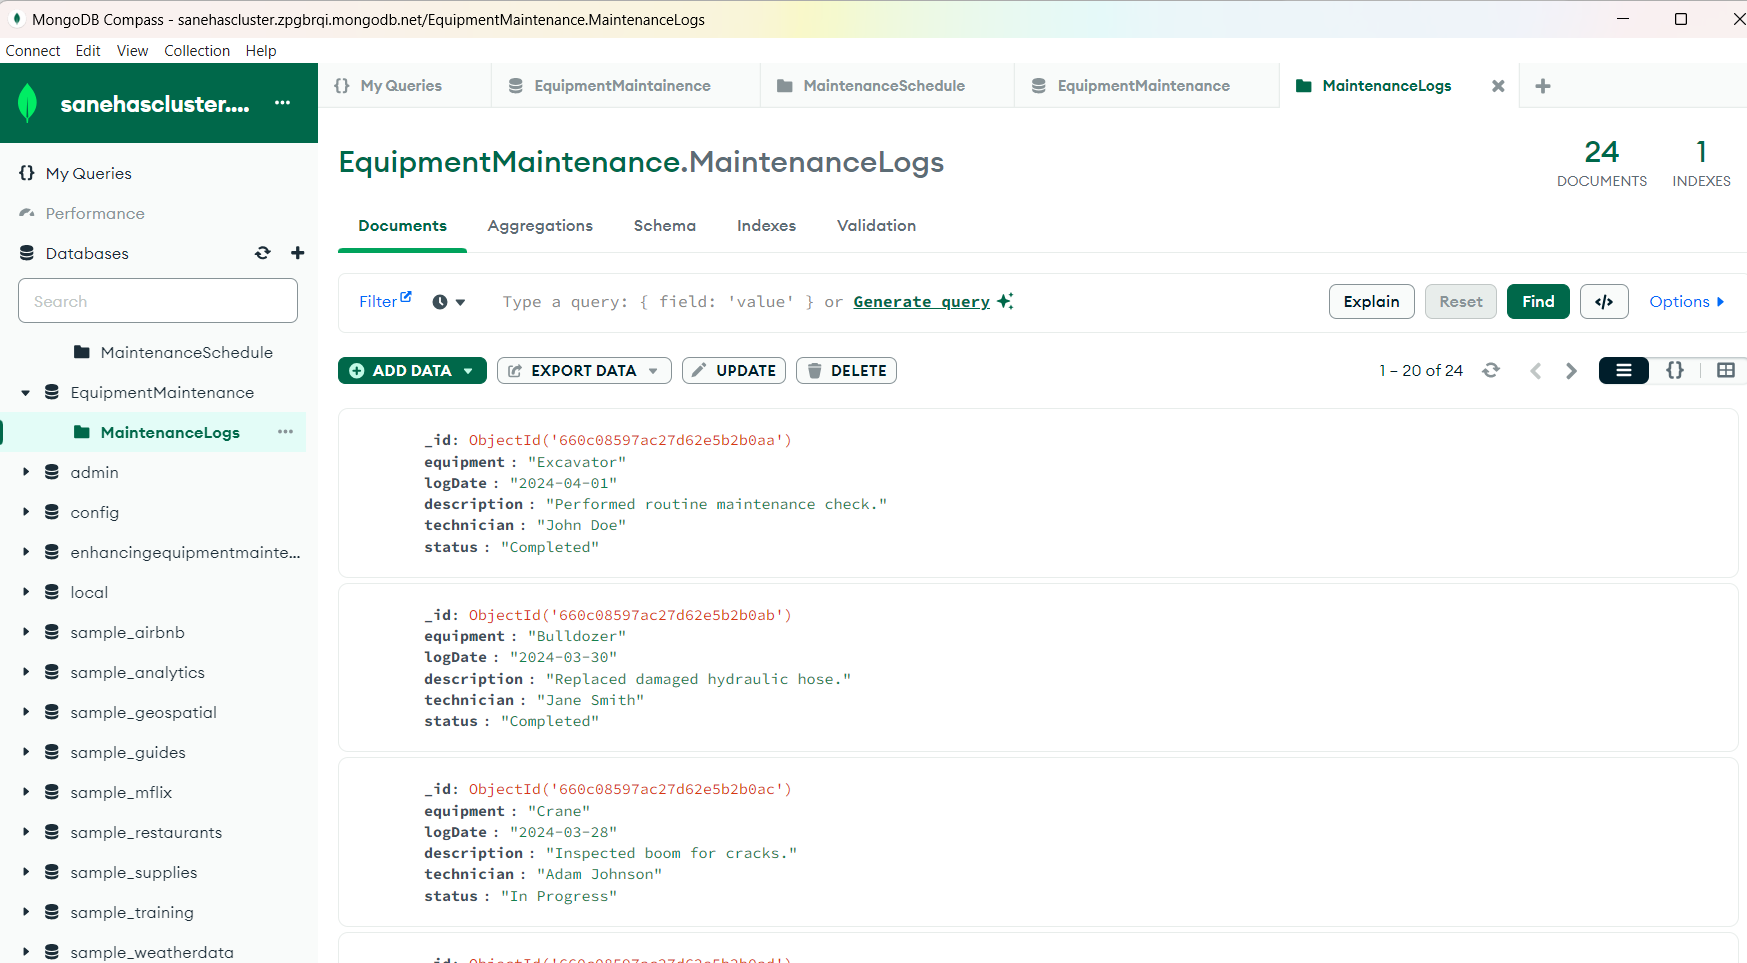 MongoDB Compass - sanehascluster.zpgbrqi.mongodb.net/EquipmentMaintenance.MaintenanceLogs
Connect Edit View Collection Help
sanehascluster....
My Queries
Performance
Databases
Search
MaintenanceSchedule
EquipmentMaintenance
MaintenanceLogs
admin
config
enhancingequipmentmainte...
local
sample_airbnb
sample_analytics
sample_geospatial
sample_guides
sample_mflix
sample_restaurants
sample_supplies
sample_training
sample_weatherdata
{} My Queries EquipmentMaintainence MaintenanceSchedule EquipmentMaintenance MaintenanceLogs
EquipmentMaintenance.MaintenanceLogs
24 DOCUMENTS
1 INDEXES
Documents Aggregations Schema Indexes Validation
Filter Type a query: { field: 'value' } or Generate query Explain Reset Find </> Options
ADD DATA EXPORT DATA UPDATE DELETE 1 – 20 of 24 {}
_id: ObjectId('660c08597ac27d62e5b2b0aa')
equipment : "Excavator"
logDate : "2024-04-01"
description : "Performed routine maintenance check."
technician : "John Doe"
status : "Completed"
_id: ObjectId('660c08597ac27d62e5b2b0ab')
equipment : "Bulldozer"
logDate : "2024-03-30"
description : "Replaced damaged hydraulic hose."
technician : "Jane Smith"
status : "Completed"
_id: ObjectId('660c08597ac27d62e5b2b0ac')
equipment : "Crane"
logDate : "2024-03-28"
description : "Inspected boom for cracks."
technician : "Adam Johnson"
status : "In Progress"